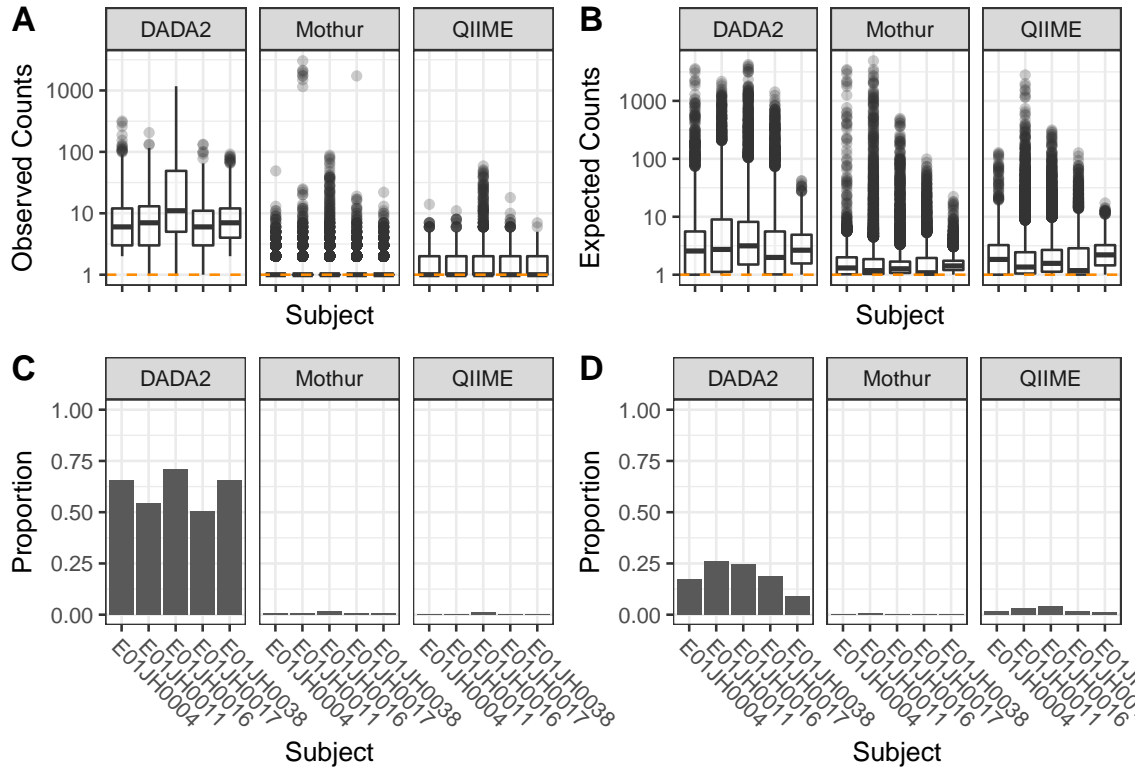 A
DADA2
Mothur
QIIME
Observed Counts
1000
100
10
1
Subject
B
DADA2
Mothur
QIIME
Expected Counts
1000
100
10
1
Subject
C
DADA2
Mothur
QIIME
Proportion
1.00
0.75
0.50
0.25
0.00
E01JH0004
E01JH0011
E01JH0016
E01JH0017
E01JH0038
E01JH0004
E01JH0011
E01JH0016
E01JH0017
E01JH0038
E01JH0004
E01JH0011
E01JH0016
E01JH0017
E01JH0038
Subject
D
DADA2
Mothur
QIIME
Proportion
1.00
0.75
0.50
0.25
0.00
E01JH0004
E01JH0011
E01JH0016
E01JH0017
E01JH0038
E01JH0004
E01JH0011
E01JH0016
E01JH0017
E01JH0038
E01JH0004
E01JH0011
Subject